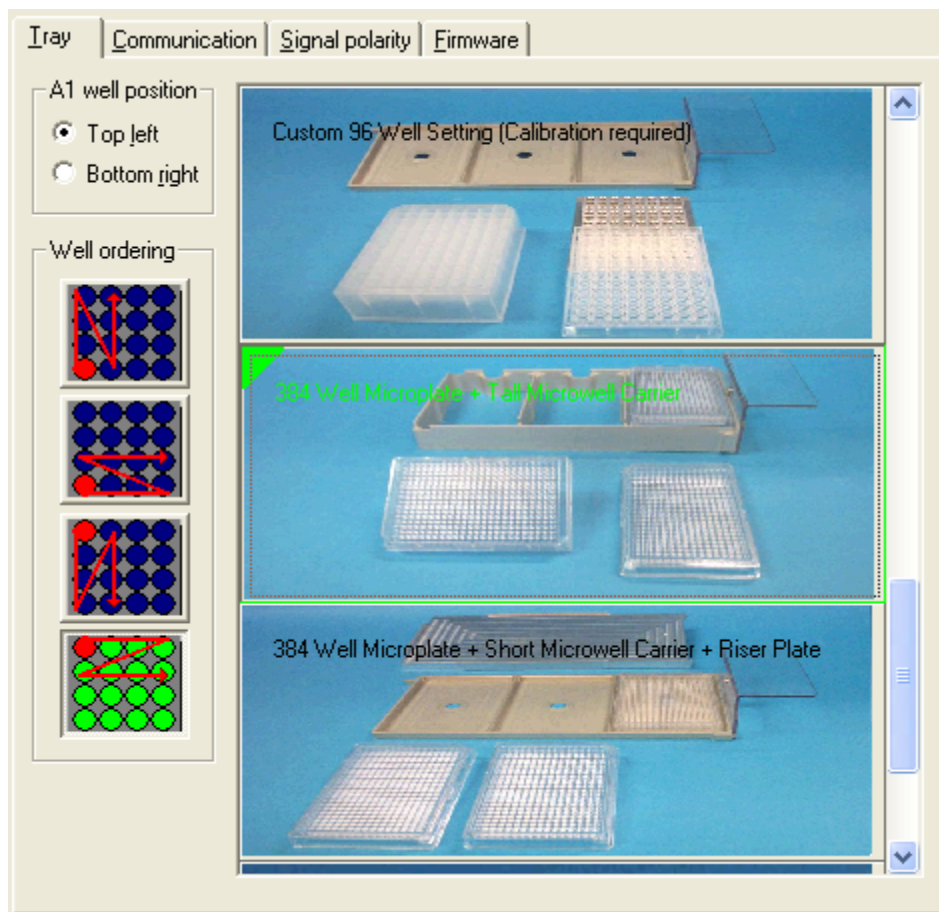 Tray Communication Signal polarity Firmware
A1 well position
Top left
Bottom right
Well ordering
Custom 96 Well Setting (Calibration required)
384 Well Microplate + Tall Microwell Carrier
384 Well Microplate + Short Microwell Carrier + Riser Plate